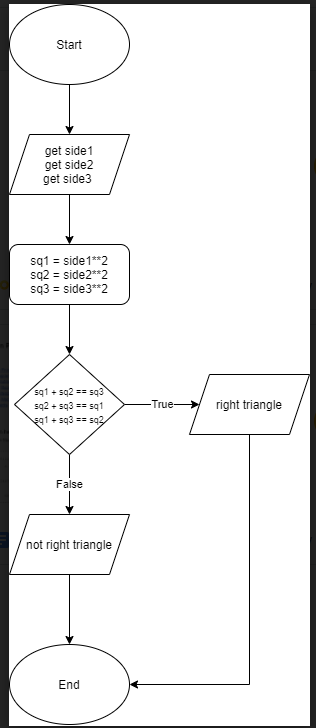 Start
get side1
get side2
get side3
sq1 = side1**2
sq2 = side2**2
sq3 = side3**2
sq1 + sq2 == sq3
sq2 + sq3 == sq1
sq1 + sq3 == sq2
True
right triangle
False
not right triangle
End